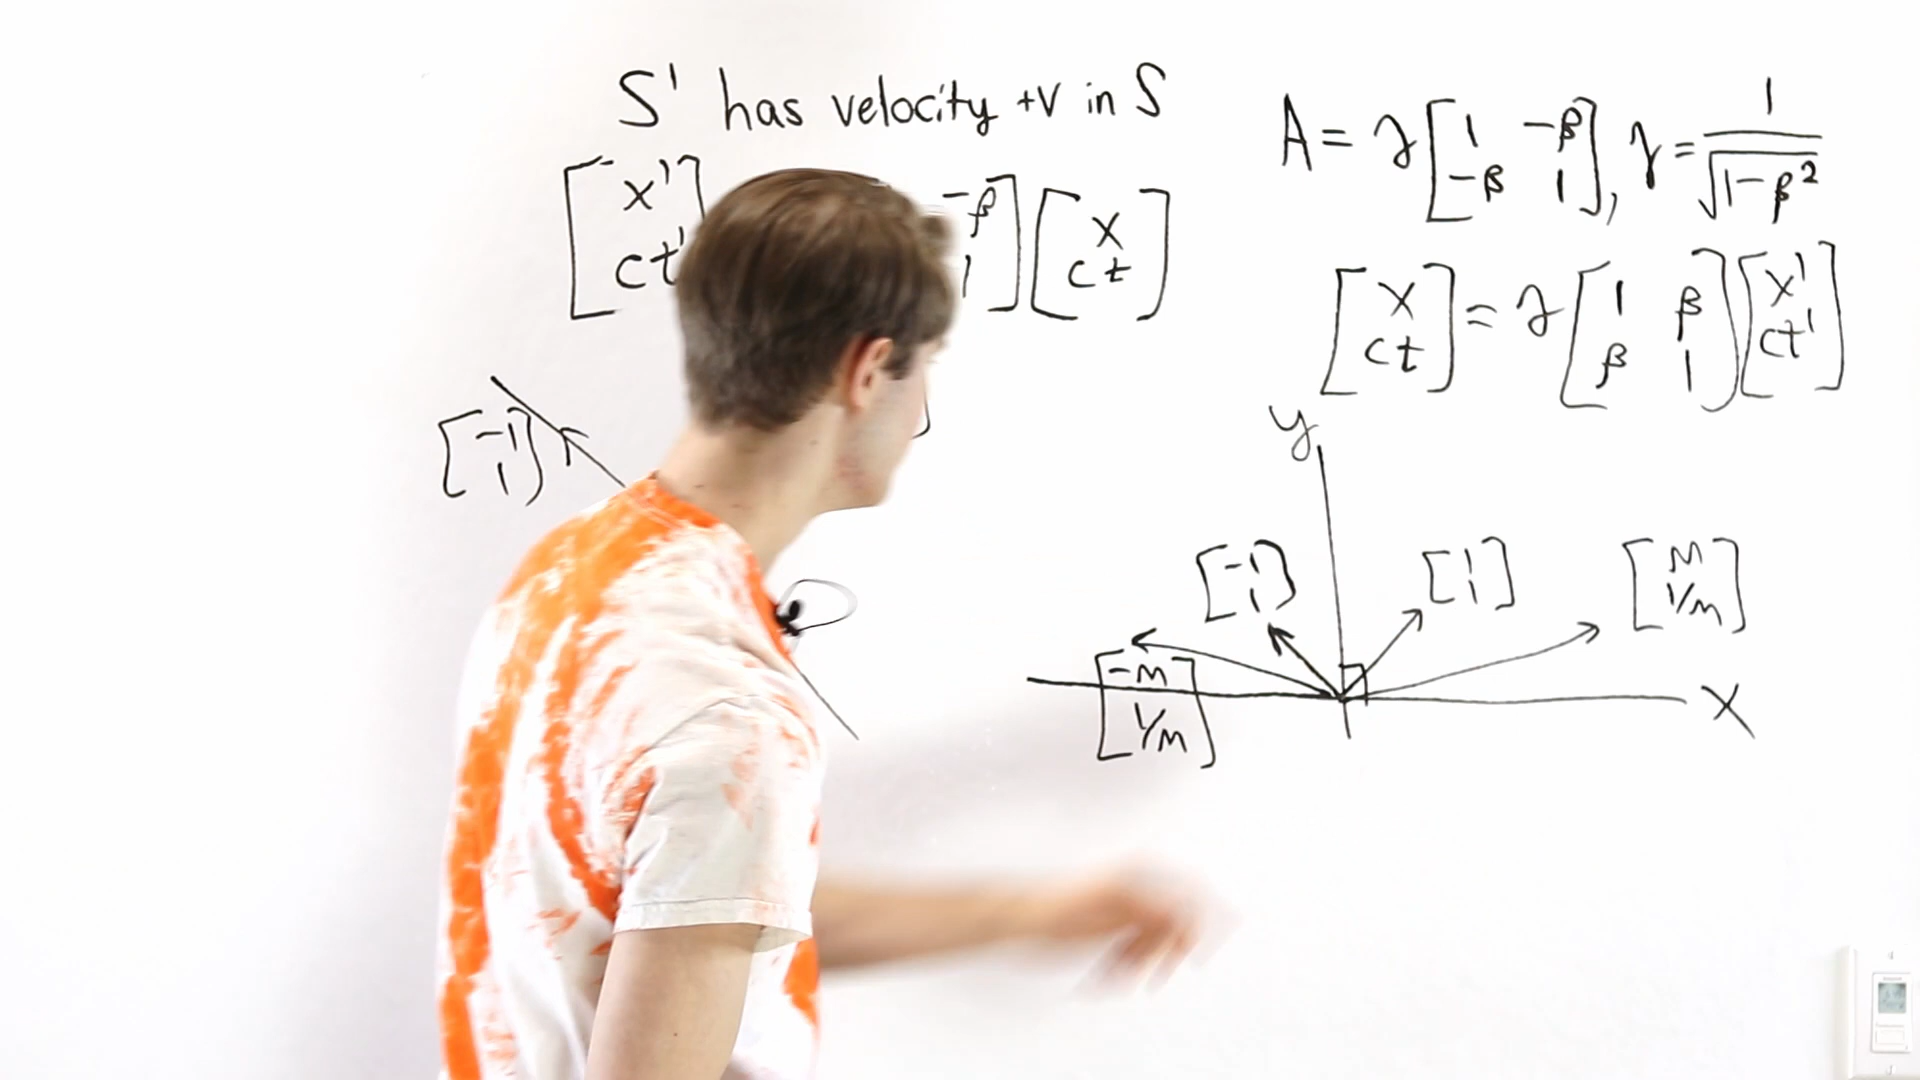 S' has velocity +v in S
[x' ct'] -β 1] [x ct]
A = γ [1 -β -β 1], γ = 1/√1-β²
[x ct] = γ [1 β β 1] [x' ct']
[-1 1]
y
[-1 1] [1 1] [M 1/M]
[-M 1/M] x